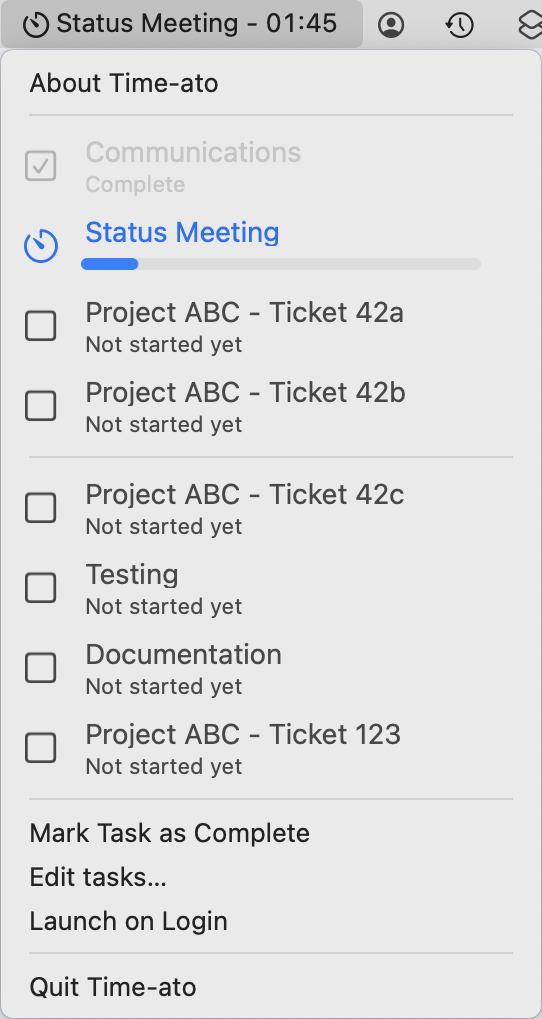 Status Meeting - 01:45
About Time-ato
Communications
Complete
Status Meeting
Project ABC - Ticket 42a
Not started yet
Project ABC - Ticket 42b
Not started yet
Project ABC - Ticket 42c
Not started yet
Testing
Not started yet
Documentation
Not started yet
Project ABC - Ticket 123
Not started yet
Mark Task as Complete
Edit tasks...
Launch on Login
Quit Time-ato